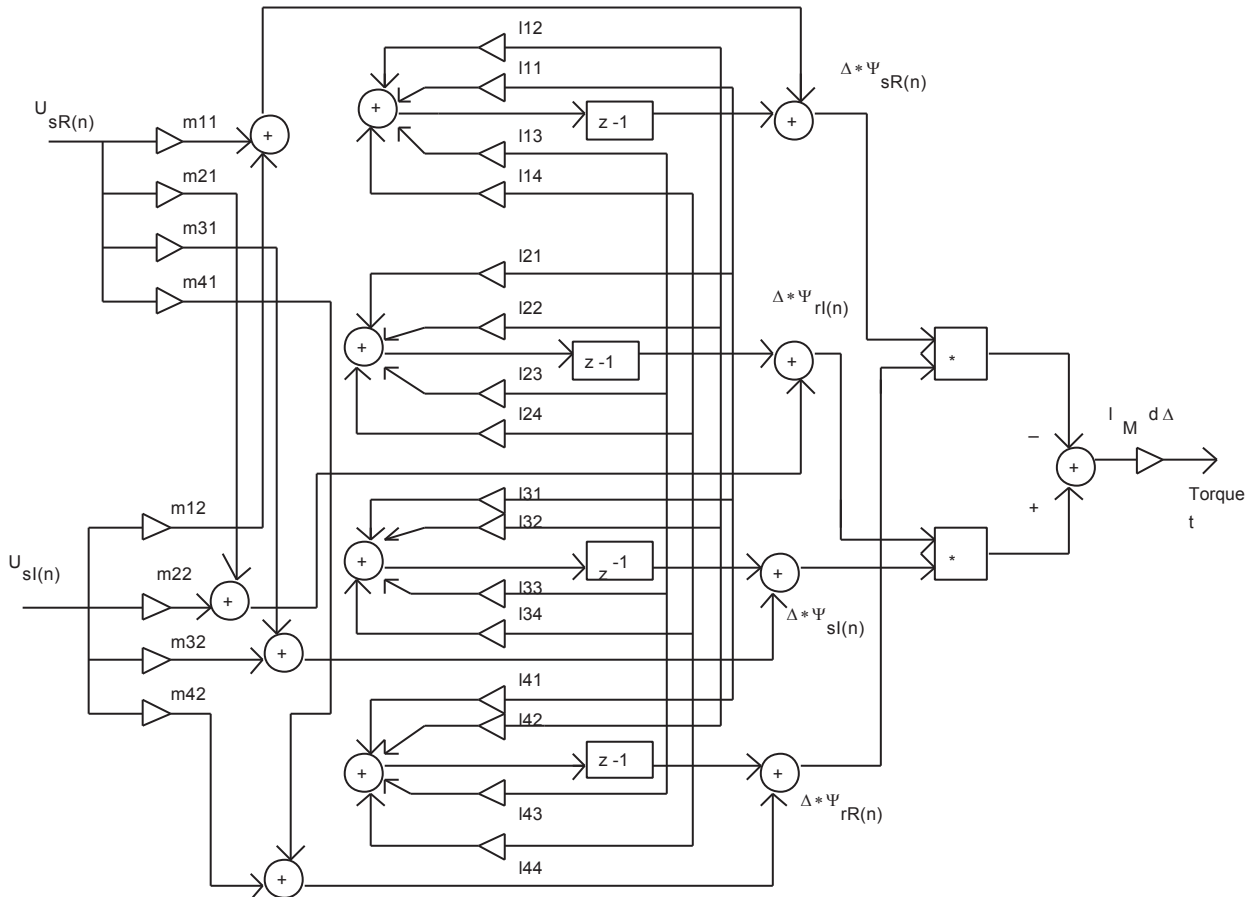 l12
l11
Δ*Ψ sR(n)
U sR(n)
m11
+
+
z -1
+
l13
m21
l14
m31
m41
l21
l22
Δ*Ψ rI(n)
+
z -1
+
*
l23
l24
l M d Δ
−
+
Torque
t
l31
m12
l32
+
U sI(n)
m22
+
+
z -1
+
*
l33
l34
Δ*Ψ sI(n)
m32
+
l41
m42
l42
+
z -1
+
l43
Δ*Ψ rR(n)
l44
+